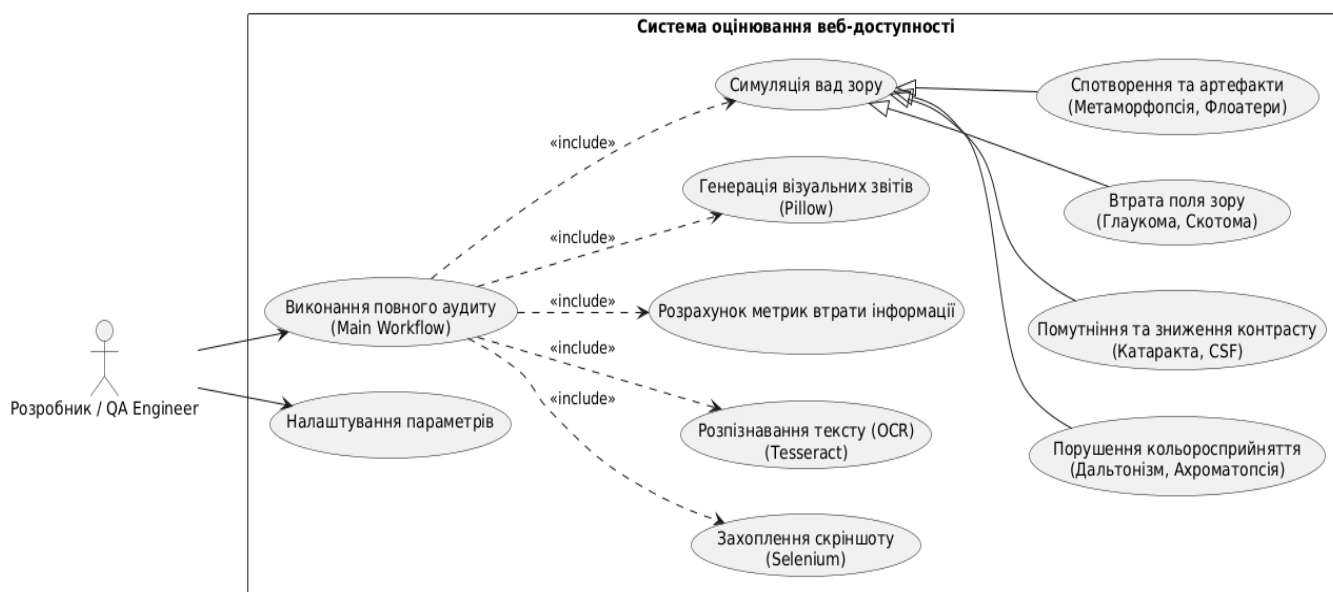 Система оцінювання веб-доступності
Симуляція вад зору
Спотворення та артефакти
(Метаморфопсія, Флоатери)
«include»
Генерація візуальних звітів
(Pillow)
Втрата поля зору
(Глаукома, Скотома)
«include»
Виконання повного аудиту
(Main Workflow)
«include»
Розрахунок метрик втрати інформації
Помутніння та зниження контрасту
(Катаракта, CSF)
«include»
Розробник / QA Engineer
Налаштування параметрів
«include»
Розпізнавання тексту (OCR)
(Tesseract)
Порушення кольоросприйняття
(Дальтонізм, Ахроматопсія)
Захоплення скріншоту
(Selenium)